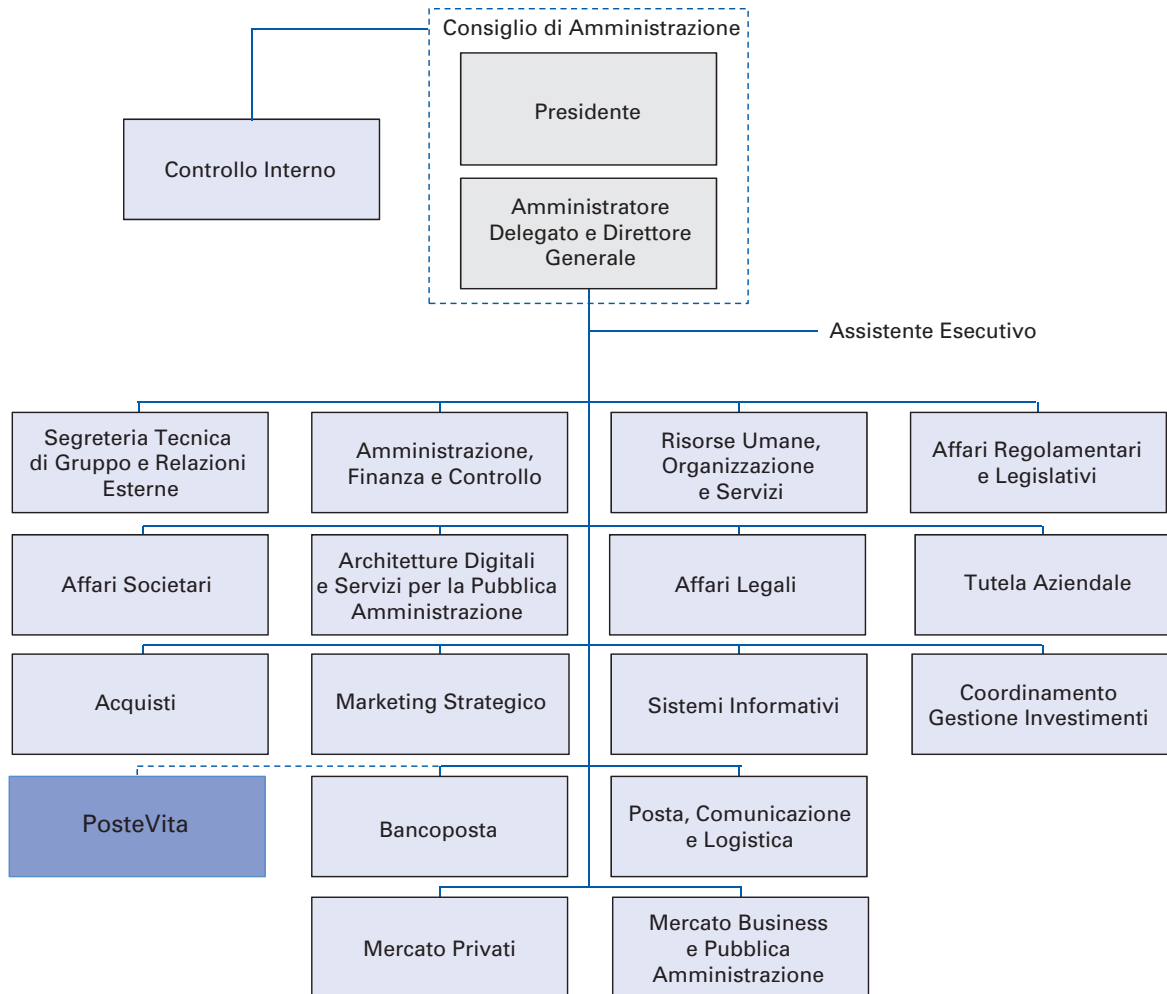 Consiglio di Amministrazione
Presidente
Controllo Interno
Amministratore
Delegato e Direttore
Generale
Assistente Esecutivo
Segreteria Tecnica
di Gruppo e Relazioni
Esterne
Amministrazione,
Finanza e Controllo
Risorse Umane,
Organizzazione
e Servizi
Affari Regolamentari
e Legislativi
Affari Societari
Architetture Digitali
e Servizi per la Pubblica
Amministrazione
Affari Legali
Tutela Aziendale
Acquisti
Marketing Strategico
Sistemi Informativi
Coordinamento
Gestione Investimenti
PosteVita
Bancoposta
Posta, Comunicazione
e Logistica
Mercato Privati
Mercato Business
e Pubblica
Amministrazione